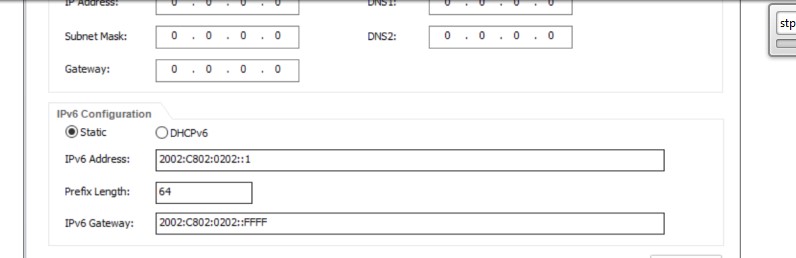 IP Address: 0 . 0 . 0 . 0 DNS1: 0 . 0 . 0 . 0
stp
Subnet Mask: 0 . 0 . 0 . 0 DNS2: 0 . 0 . 0 . 0
Gateway: 0 . 0 . 0 . 0
IPv6 Configuration
Static DHCPv6
IPv6 Address: 2002:C802:0202::1
Prefix Length: 64
IPv6 Gateway: 2002:C802:0202::FFFF